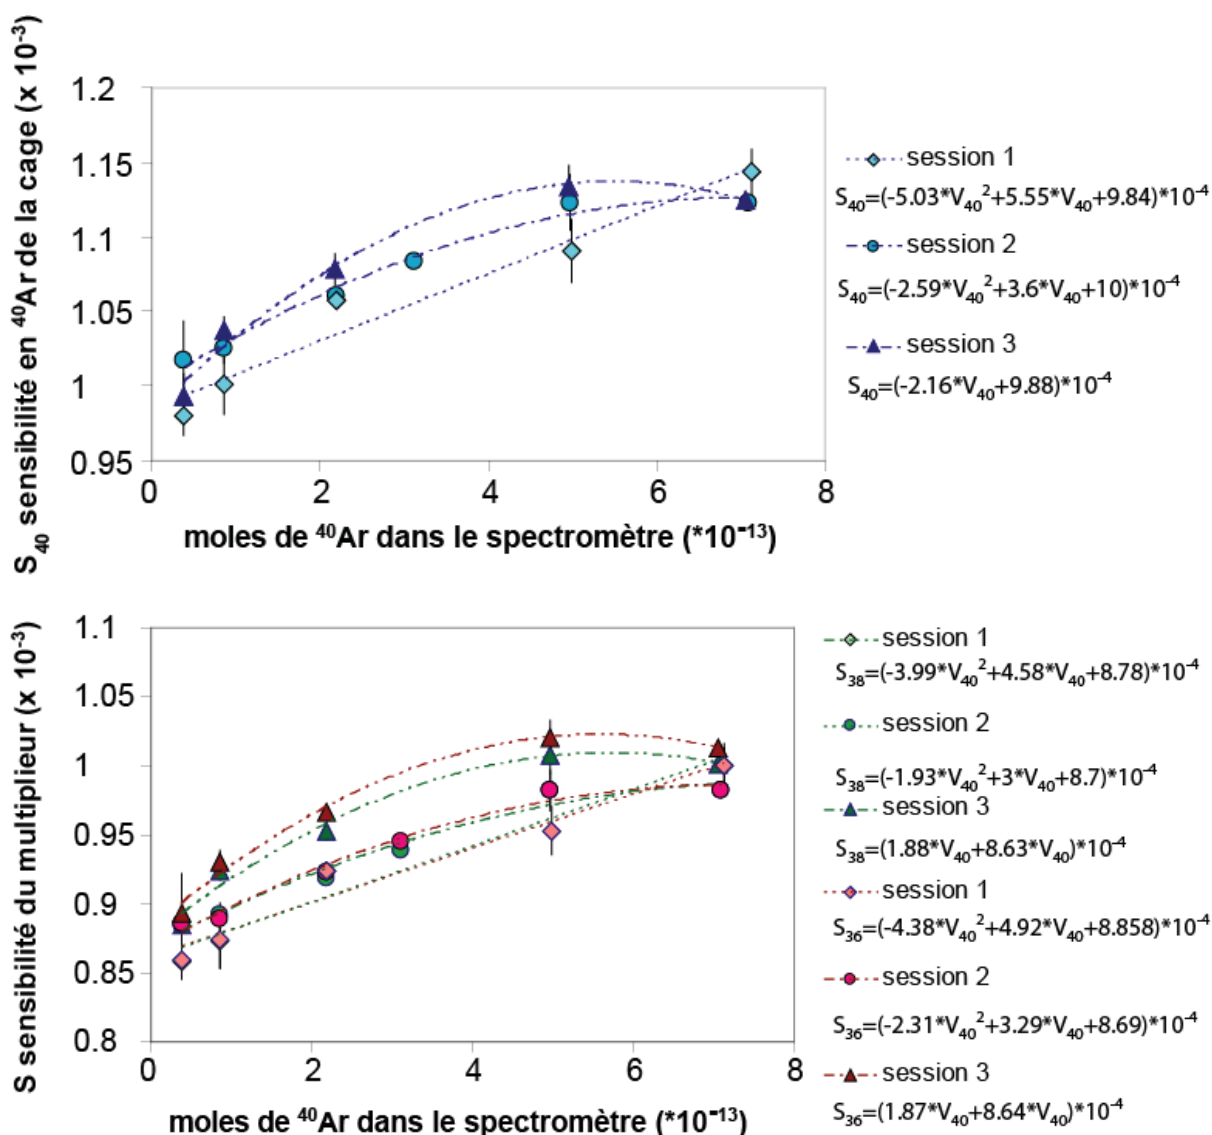 S₄₀ sensibilité en ⁴⁰Ar de la cage (x 10⁻³)
1.2
1.15
1.1
1.05
1
0.95
0
2
4
6
8
moles de ⁴⁰Ar dans le spectromètre (*10⁻¹³)
session 1
S₄₀=(-5.03*V₄₀²+5.55*V₄₀+9.84)*10⁻⁴
session 2
S₄₀=(-2.59*V₄₀²+3.6*V₄₀+10)*10⁻⁴
session 3
S₄₀=(-2.16*V₄₀+9.88)*10⁻⁴
S sensibilité du multiplieur (x 10⁻³)
1.1
1.05
1
0.95
0.9
0.85
0.8
0
2
4
6
8
moles de ⁴⁰Ar dans le spectromètre (*10⁻¹³)
session 1
S₃₈=(-3.99*V₄₀²+4.58*V₄₀+8.78)*10⁻⁴
session 2
S₃₈=(-1.93*V₄₀²+3*V₄₀+8.7)*10⁻⁴
session 3
S₃₈=(1.88*V₄₀+8.63*V₄₀)*10⁻⁴
session 1
S₃₆=(-4.38*V₄₀²+4.92*V₄₀+8.858)*10⁻⁴
session 2
S₃₆=(-2.31*V₄₀²+3.29*V₄₀+8.69)*10⁻⁴
session 3
S₃₆=(1.87*V₄₀+8.64*V₄₀)*10⁻⁴